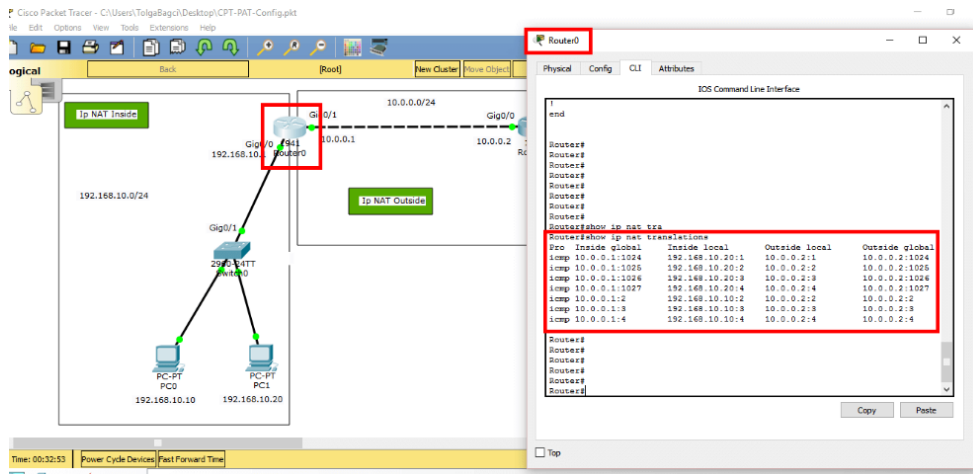 Cisco Packet Tracer - C:\Users\TolgaBagci\Desktop\CPT-PAT-Config.pkt
File Edit Options View Tools Extensions Help
ogical Back [Root] New Cluster Move Object
Ip NAT Inside
10.0.0.0/24
Gig0/1
Gig0/0
10.0.0.1
10.0.0.2
Gig0/0 1941
192.168.10.1 Router0
192.168.10.0/24
Ip NAT Outside
Gig0/1
2960-24TT
Switch0
PC-PT
PC0
192.168.10.10
PC-PT
PC1
192.168.10.20
Time: 00:32:53 Power Cycle Devices Fast Forward Time
Router0
Physical Config CLI Attributes
IOS Command Line Interface
!
end
Router#
Router#
Router#
Router#
Router#
Router#
Router#
Router#
Router#show ip nat tra
Router#show ip nat translations
Pro Inside global Inside local Outside local Outside global
icmp 10.0.0.1:1024 192.168.10.20:1 10.0.0.2:1 10.0.0.2:1024
icmp 10.0.0.1:1025 192.168.10.20:2 10.0.0.2:2 10.0.0.2:1025
icmp 10.0.0.1:1026 192.168.10.20:3 10.0.0.2:3 10.0.0.2:1026
icmp 10.0.0.1:1027 192.168.10.20:4 10.0.0.2:4 10.0.0.2:1027
icmp 10.0.0.1:2 192.168.10.10:2 10.0.0.2:2 10.0.0.2:2
icmp 10.0.0.1:3 192.168.10.10:3 10.0.0.2:3 10.0.0.2:3
icmp 10.0.0.1:4 192.168.10.10:4 10.0.0.2:4 10.0.0.2:4
Router#
Router#
Router#
Router#
Router#
Router#
Copy Paste
Top